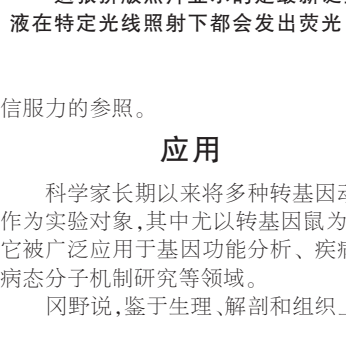 液在特定光线照射下都会发出荧光
信服力的参照。
应用
科学家长期以来将多种转基因动
作为实验对象,其中尤以转基因鼠为
它被广泛应用于基因功能分析、疾病
病态分子机制研究等领域。
冈野说,鉴于生理、解剖和组织上